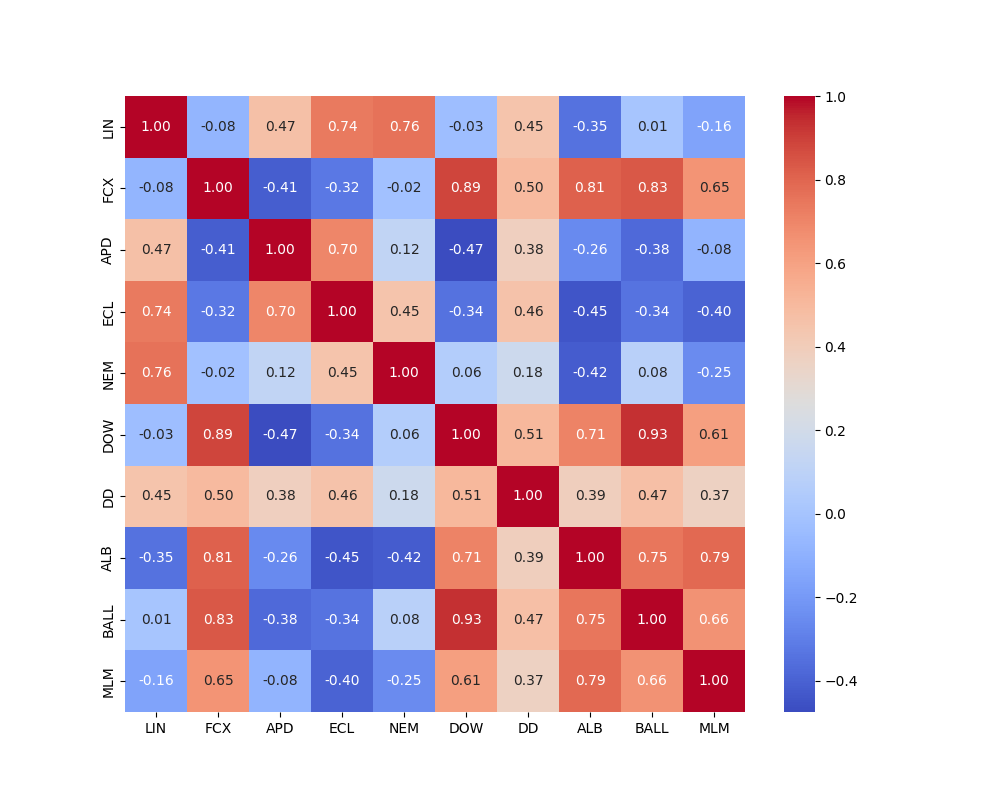 LIN 1.00 -0.08 0.47 0.74 0.76 -0.03 0.45 -0.35 0.01 -0.16
FCX -0.08 1.00 -0.41 -0.32 -0.02 0.89 0.50 0.81 0.83 0.65
APD 0.47 -0.41 1.00 0.70 0.12 -0.47 0.38 -0.26 -0.38 -0.08
ECL 0.74 -0.32 0.70 1.00 0.45 -0.34 0.46 -0.45 -0.34 -0.40
NEM 0.76 -0.02 0.12 0.45 1.00 0.06 0.18 -0.42 0.08 -0.25
DOW -0.03 0.89 -0.47 -0.34 0.06 1.00 0.51 0.71 0.93 0.61
DD 0.45 0.50 0.38 0.46 0.18 0.51 1.00 0.39 0.47 0.37
ALB -0.35 0.81 -0.26 -0.45 -0.42 0.71 0.39 1.00 0.75 0.79
BALL 0.01 0.83 -0.38 -0.34 0.08 0.93 0.47 0.75 1.00 0.66
MLM -0.16 0.65 -0.08 -0.40 -0.25 0.61 0.37 0.79 0.66 1.00
LIN FCX APD ECL NEM DOW DD ALB BALL MLM
1.0
0.8
0.6
0.4
0.2
0.0
−0.2
−0.4